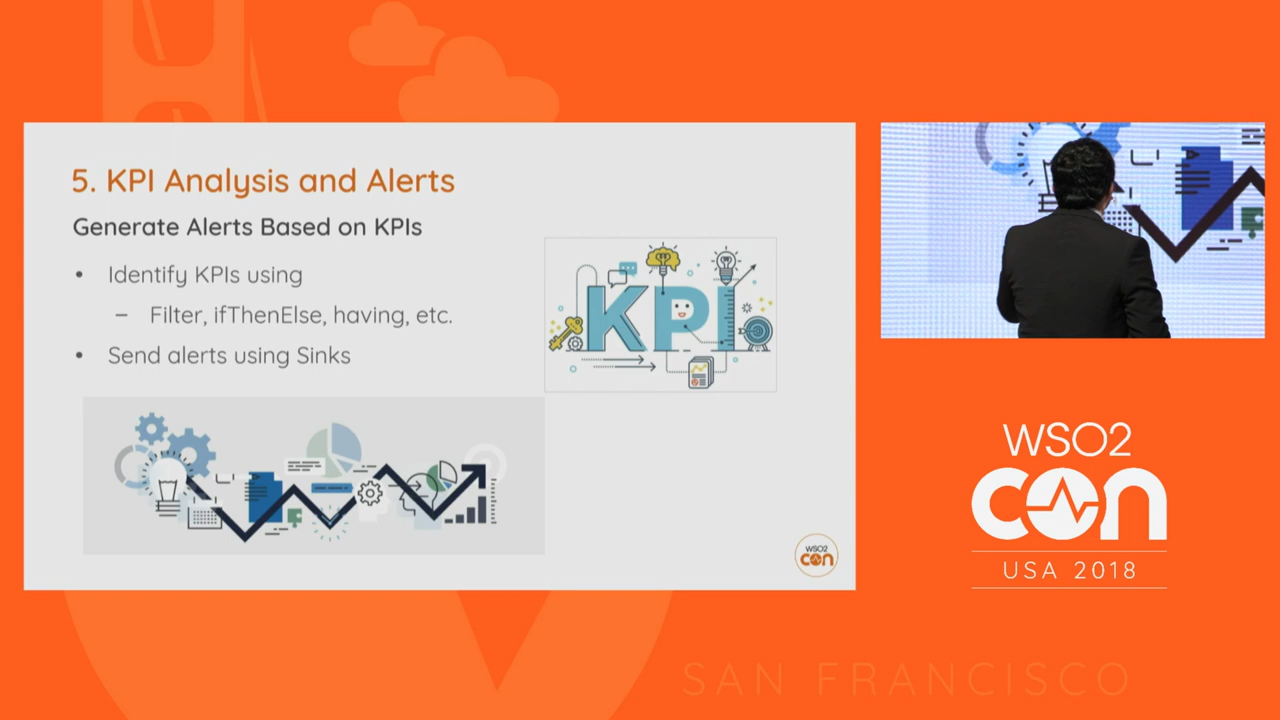 5. KPI Analysis and Alerts
Generate Alerts Based on KPIs
• Identify KPIs using
– Filter, ifThenElse, having, etc.
• Send alerts using Sinks
KPI
WSO2
con
WSO2
con
USA 2018
SAN FRANCISCO